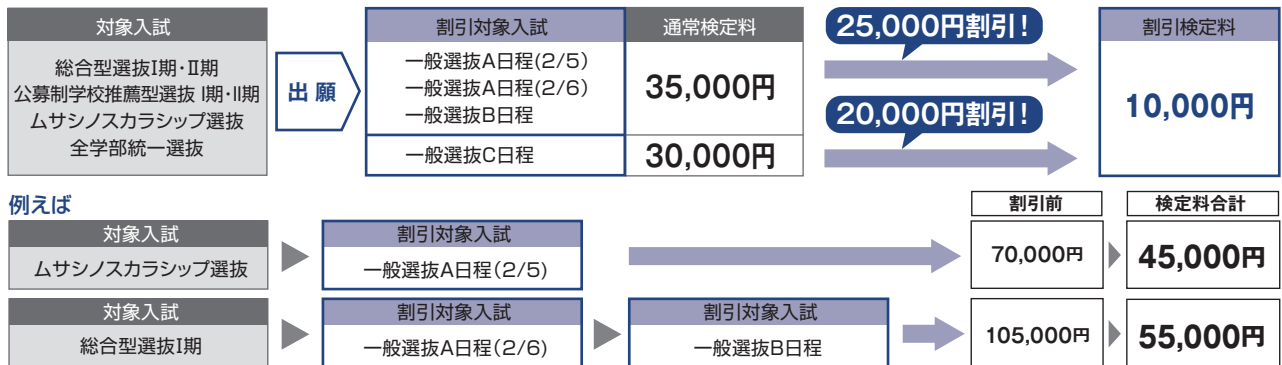 対象入試
総合型選抜I期・II期
公募制学校推薦型選抜 I期・II期
ムサシノスカラシップ選抜
全学部統一選抜
出 願
割引対象入試
通常検定料
一般選抜A日程(2/5)
一般選抜A日程(2/6)
一般選抜B日程
35,000円
一般選抜C日程
30,000円
25,000円割引！
20,000円割引！
割引検定料
10,000円
例えば
割引前
検定料合計
対象入試
ムサシノスカラシップ選抜
割引対象入試
一般選抜A日程(2/5)
70,000円
45,000円
対象入試
総合型選抜I期
割引対象入試
一般選抜A日程(2/6)
割引対象入試
一般選抜B日程
105,000円
55,000円